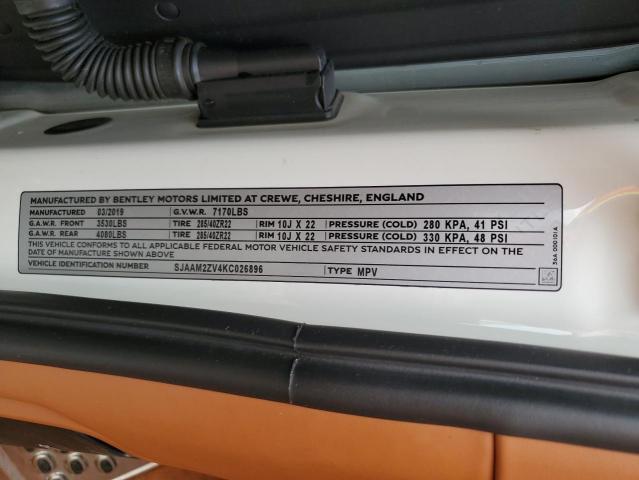 MANUFACTURED BY BENTLEY MOTORS LIMITED AT CREWE, CHESHIRE, ENGLAND
MANUFACTURED 03/2019 G.V.W.R. 7170LBS
G.A.W.R. FRONT 3530LBS TIRE 285/40ZR22 RIM 10J X 22 PRESSURE (COLD) 280 KPA, 41 PSI
G.A.W.R. REAR 4080LBS TIRE 285/40ZR22 RIM 10J X 22 PRESSURE (COLD) 330 KPA, 48 PSI
THIS VEHICLE CONFORMS TO ALL APPLICABLE FEDERAL MOTOR VEHICLE SAFETY STANDARDS IN EFFECT ON THE
DATE OF MANUFACTURE SHOWN ABOVE.
VEHICLE IDENTIFICATION NUMBER SJAAM2ZV4KC026896 TYPE MPV
36A 000101A